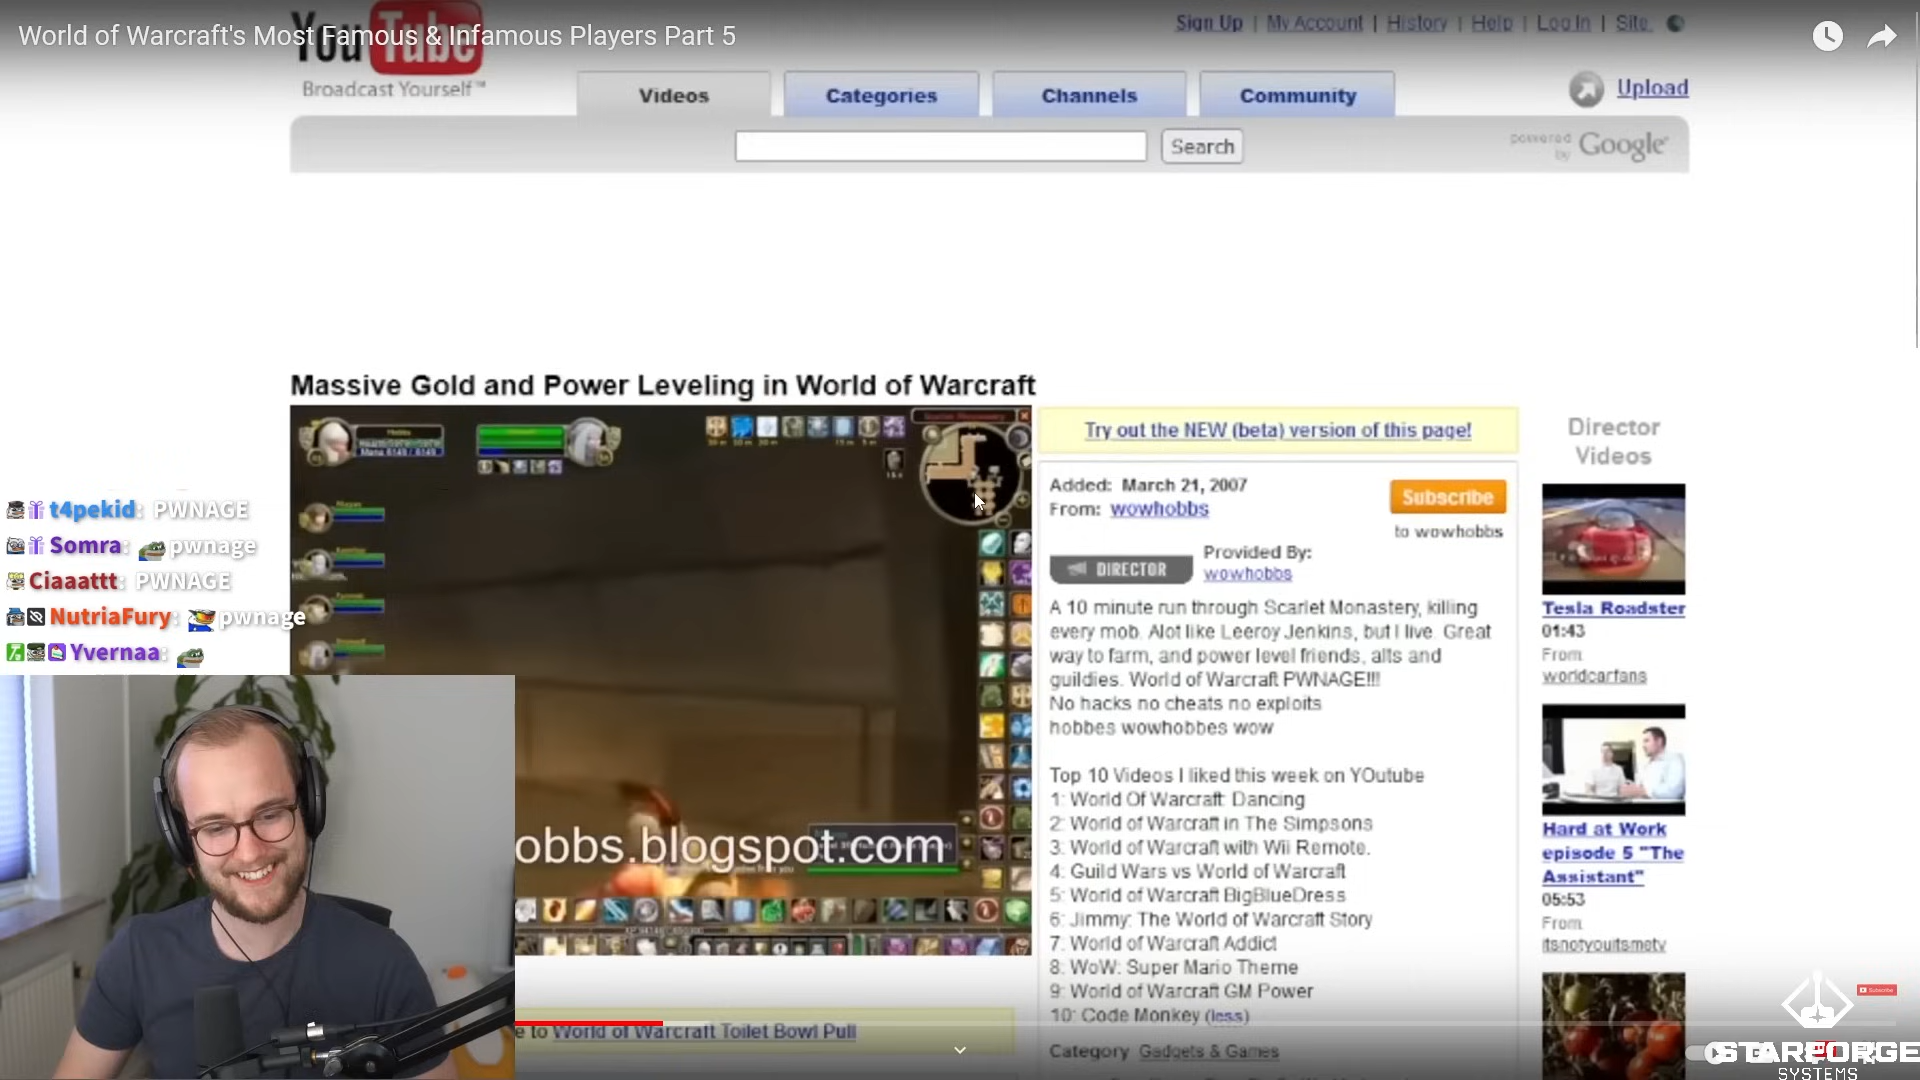 World of Warcraft's Most Famous & Infamous Players Part 5
YouTube
Broadcast Yourself™
Sign Up | My Account | History | Help | Log In | Site
Videos
Categories
Channels
Community
Upload
Search
powered by Google
Massive Gold and Power Leveling in World of Warcraft
Try out the NEW (beta) version of this page!
Added: March 21, 2007
From: wowhobbs
Subscribe
to wowhobbs
DIRECTOR
Provided By:
wowhobbs
A 10 minute run through Scarlet Monastery, killing
every mob. Alot like Leeroy Jenkins, but I live. Great
way to farm, and power level friends, alts and
guildies. World of Warcraft PWNAGE!!!
No hacks no cheats no exploits
hobbes wowhobbes wow
Top 10 Videos I liked this week on YOutube
1: World Of Warcraft: Dancing
2: World of Warcraft in The Simpsons
3: World of Warcraft with Wii Remote.
4: Guild Wars vs World of Warcraft
5: World of Warcraft BigBlueDress
6: Jimmy: The World of Warcraft Story
7: World of Warcraft Addict
8: WoW: Super Mario Theme
9: World of Warcraft GM Power
10: Code Monkey (less)
Category Gadgets & Games
Director
Videos
Tesla Roadster
01:43
From:
worldcarfans
Hard at Work
episode 5 "The
Assistant"
05:53
From:
itsnotyouitsmetv
t4pekid: PWNAGE
Somra: pwnage
Ciaaattt: PWNAGE
NutriaFury: pwnage
Yvernaa:
obbs.blogspot.com
e to World of Warcraft Toilet Bowl Pull
Subscribe
STARFORGE
SYSTEMS